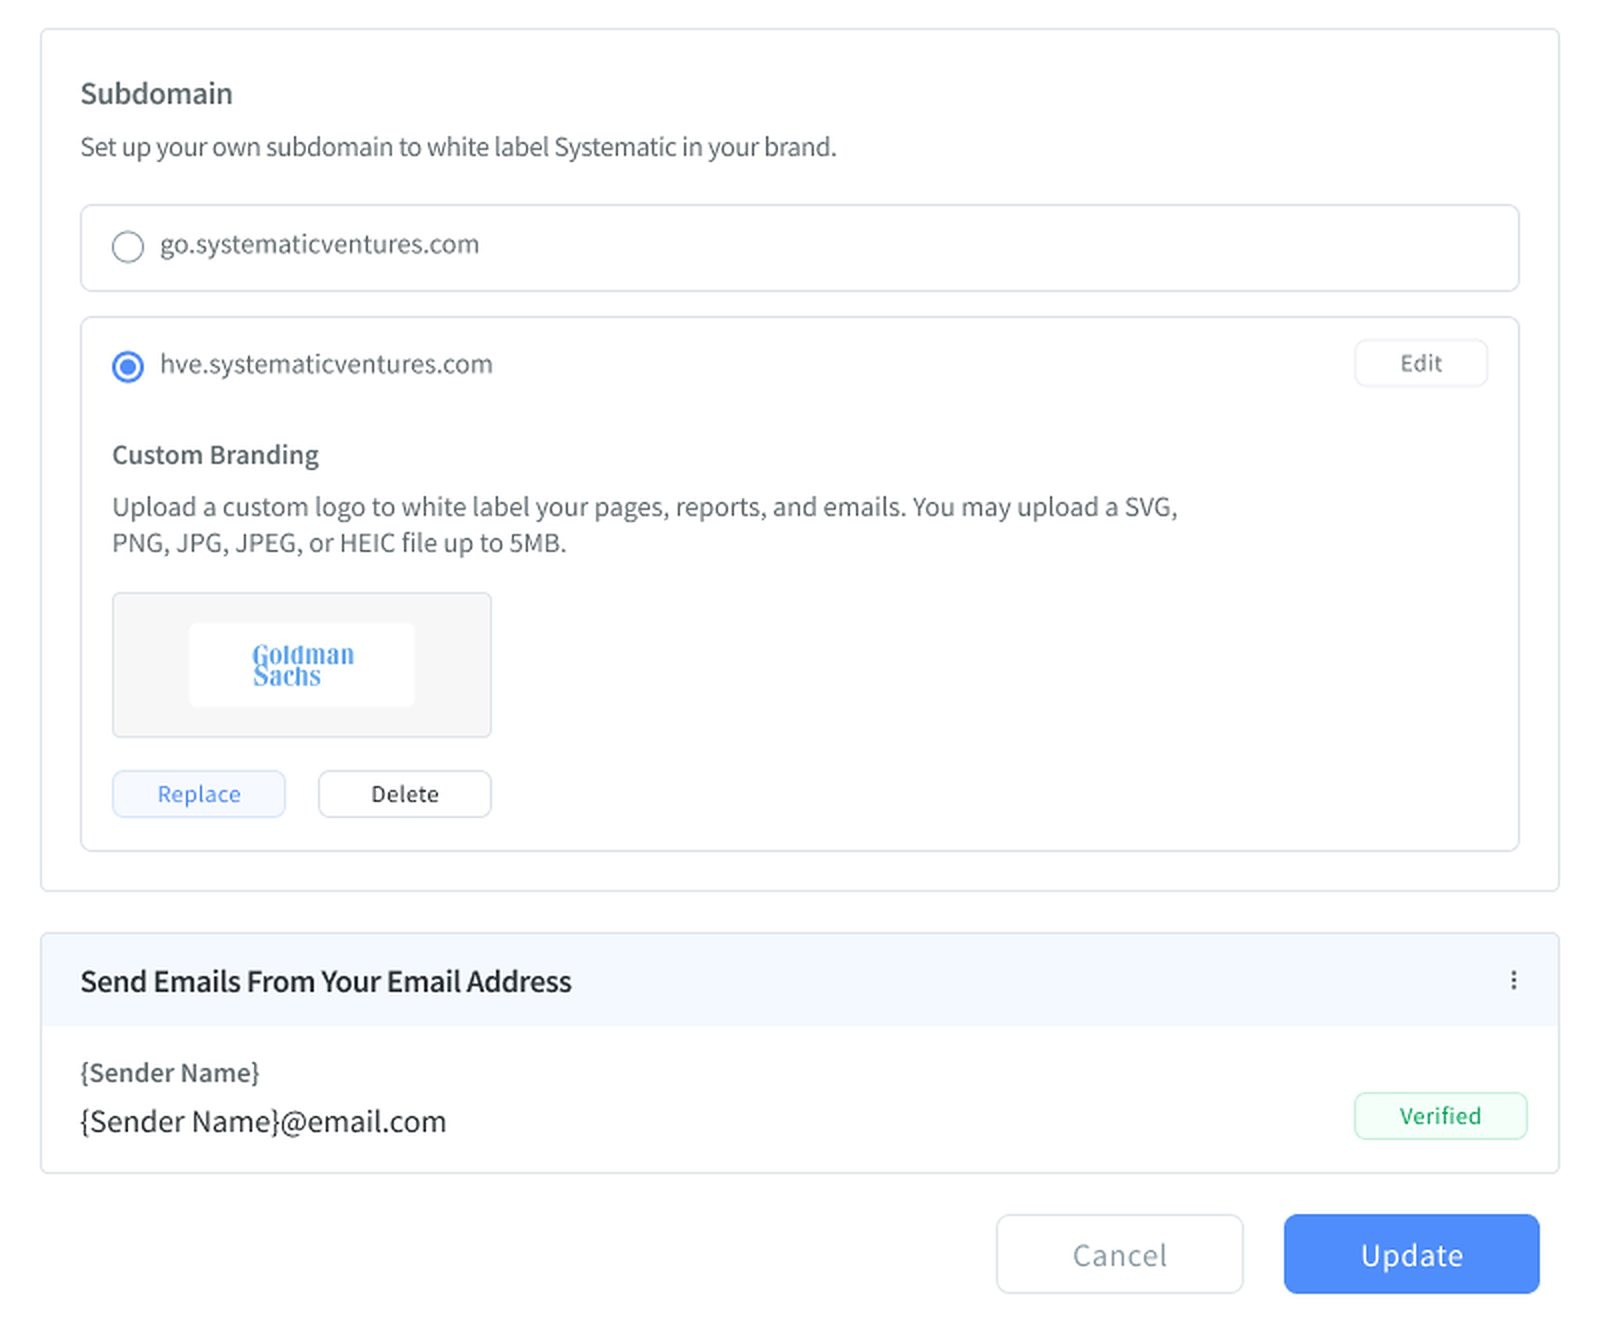 Subdomain
Set up your own subdomain to white label Systematic in your brand.
go.systematicventures.com
hve.systematicventures.com
Edit
Custom Branding
Upload a custom logo to white label your pages, reports, and emails. You may upload a SVG,
PNG, JPG, JPEG, or HEIC file up to 5MB.
Goldman
Sachs
Replace
Delete
Send Emails From Your Email Address
{Sender Name}
{Sender Name}@email.com
Verified
Cancel
Update